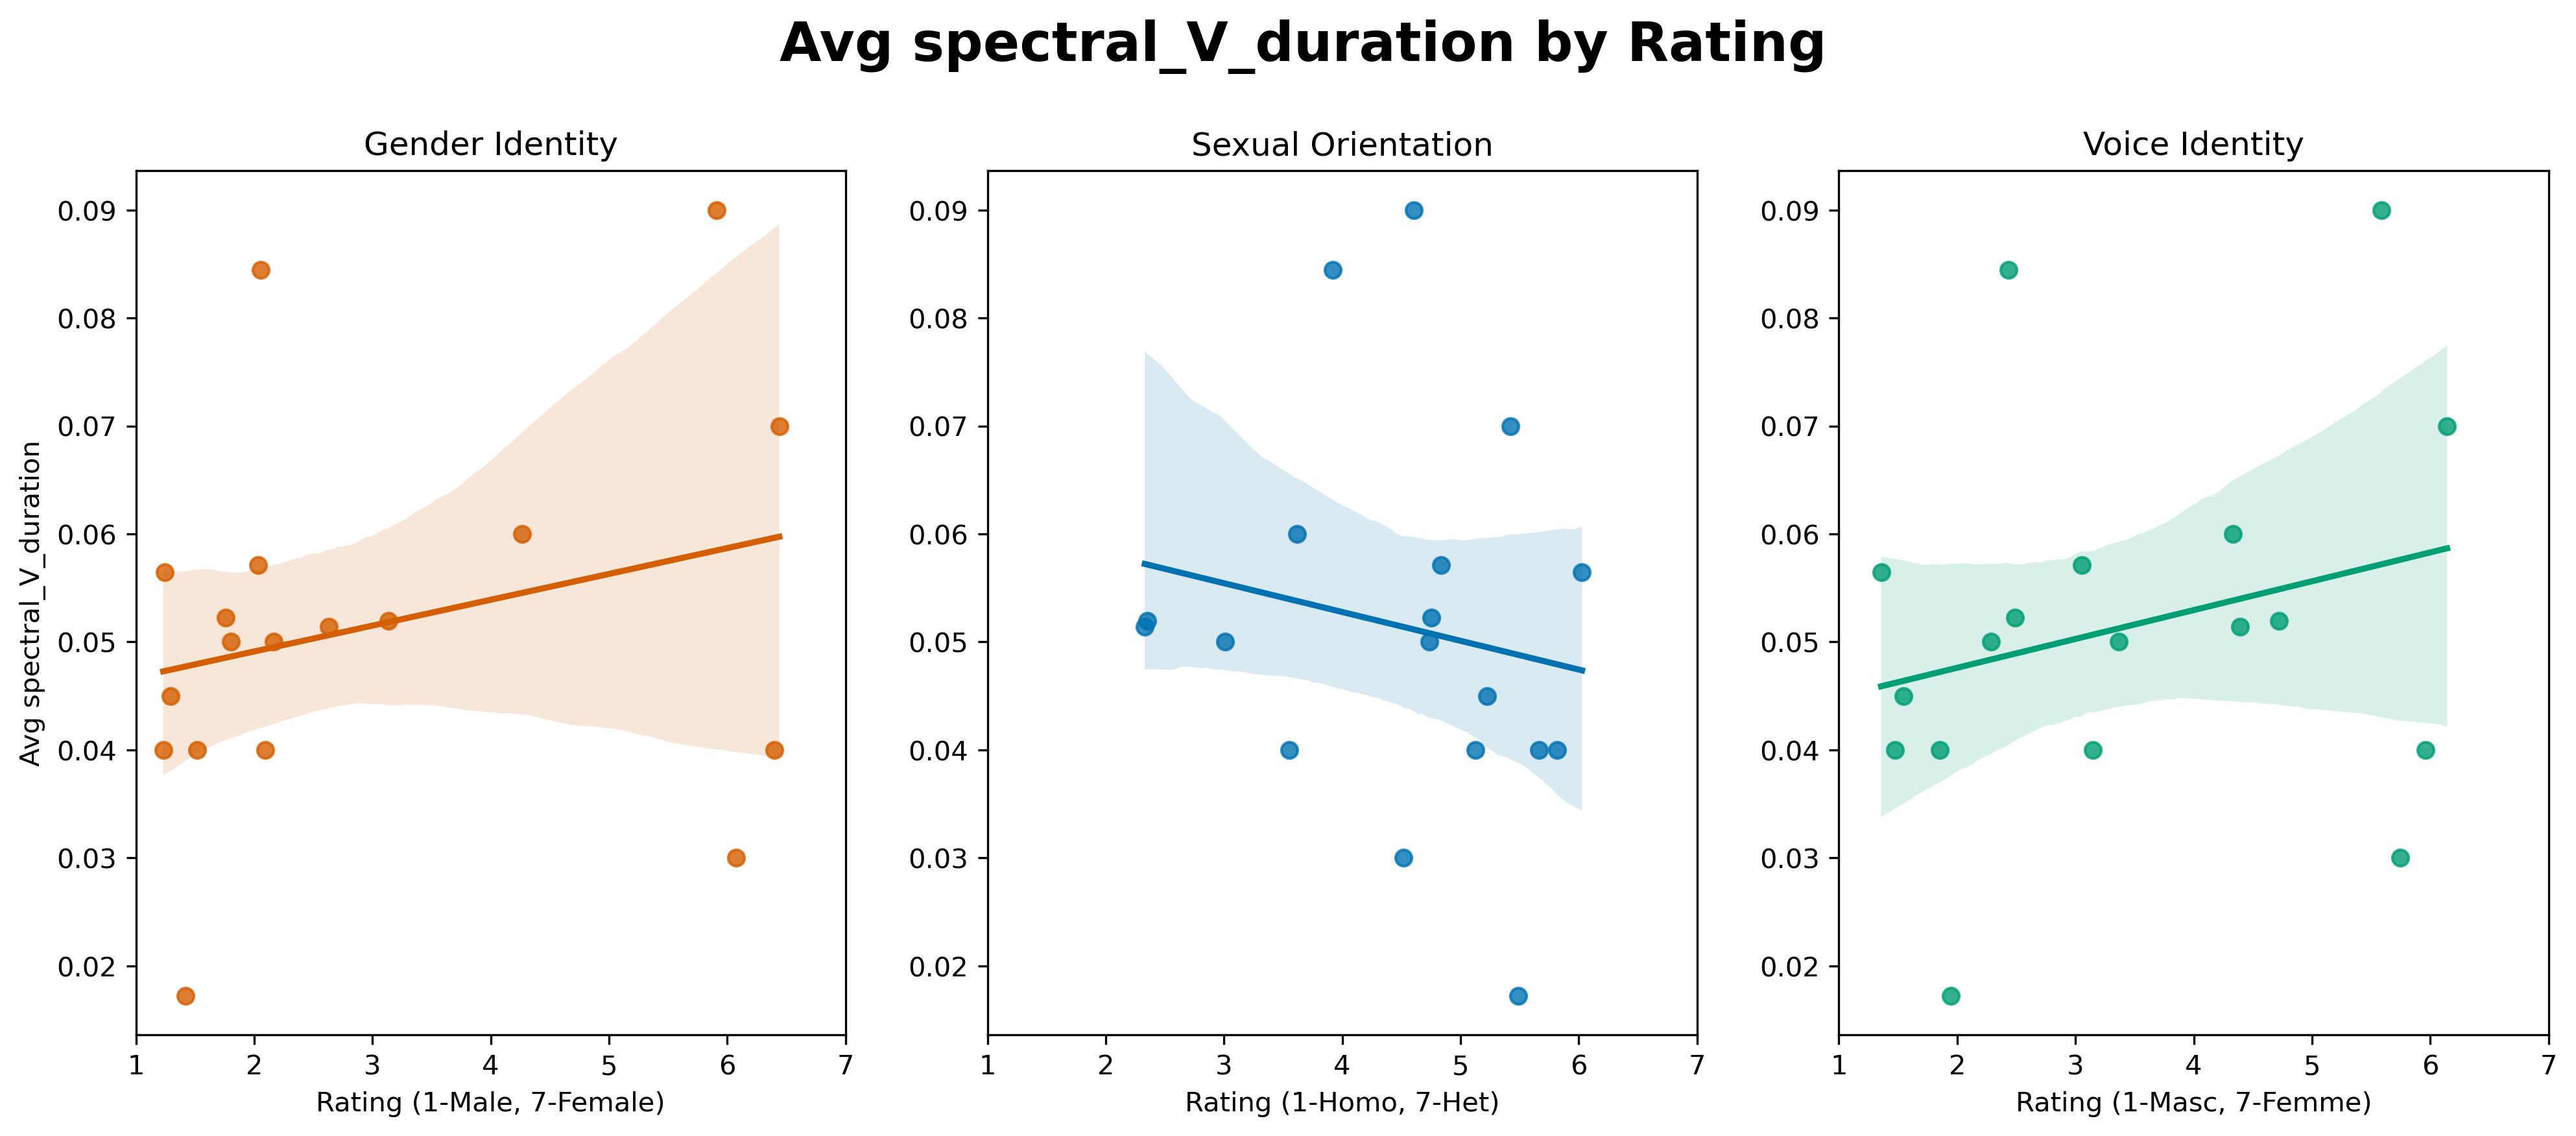 Avg spectral_V_duration by Rating
Gender Identity
Avg spectral_V_duration
0.09
0.08
0.07
0.06
0.05
0.04
0.03
0.02
1 2 3 4 5 6 7
Rating (1-Male, 7-Female)
Sexual Orientation
0.09
0.08
0.07
0.06
0.05
0.04
0.03
0.02
1 2 3 4 5 6 7
Rating (1-Homo, 7-Het)
Voice Identity
0.09
0.08
0.07
0.06
0.05
0.04
0.03
0.02
1 2 3 4 5 6 7
Rating (1-Masc, 7-Femme)